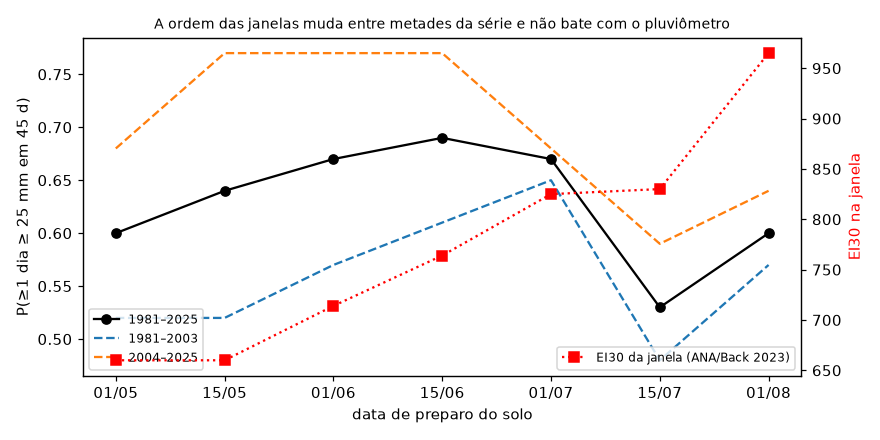 A ordem das janelas muda entre metades da série e não bate com o pluviômetro
P(≥1 dia ≥ 25 mm em 45 d)
0.75
0.70
0.65
0.60
0.55
0.50
950
900
850
800
750
700
650
EI30 na janela
1981–2025
1981–2003
2004–2025
EI30 da janela (ANA/Back 2023)
01/05 15/05 01/06 15/06 01/07 15/07 01/08
data de preparo do solo